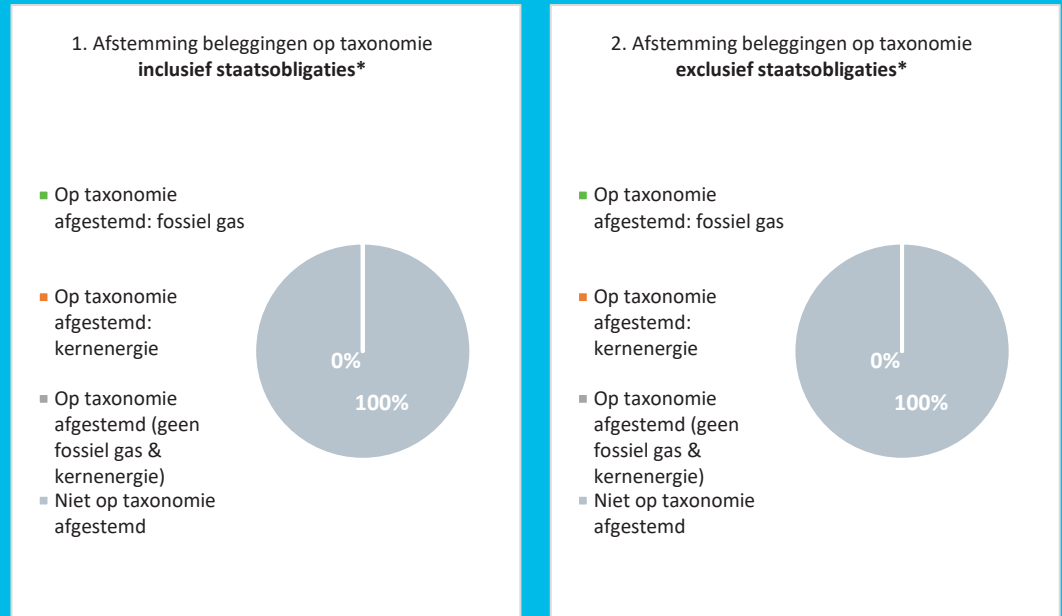 1. Afstemming beleggingen op taxonomie
inclusief staatsobligaties*
Op taxonomie
afgestemd: fossiel gas
Op taxonomie
afgestemd:
kernenergie
Op taxonomie
afgestemd (geen
fossiel gas &
kernenergie)
Niet op taxonomie
afgestemd
0%
100%
2. Afstemming beleggingen op taxonomie
exclusief staatsobligaties*
Op taxonomie
afgestemd: fossiel gas
Op taxonomie
afgestemd:
kernenergie
Op taxonomie
afgestemd (geen
fossiel gas &
kernenergie)
Niet op taxonomie
afgestemd
0%
100%